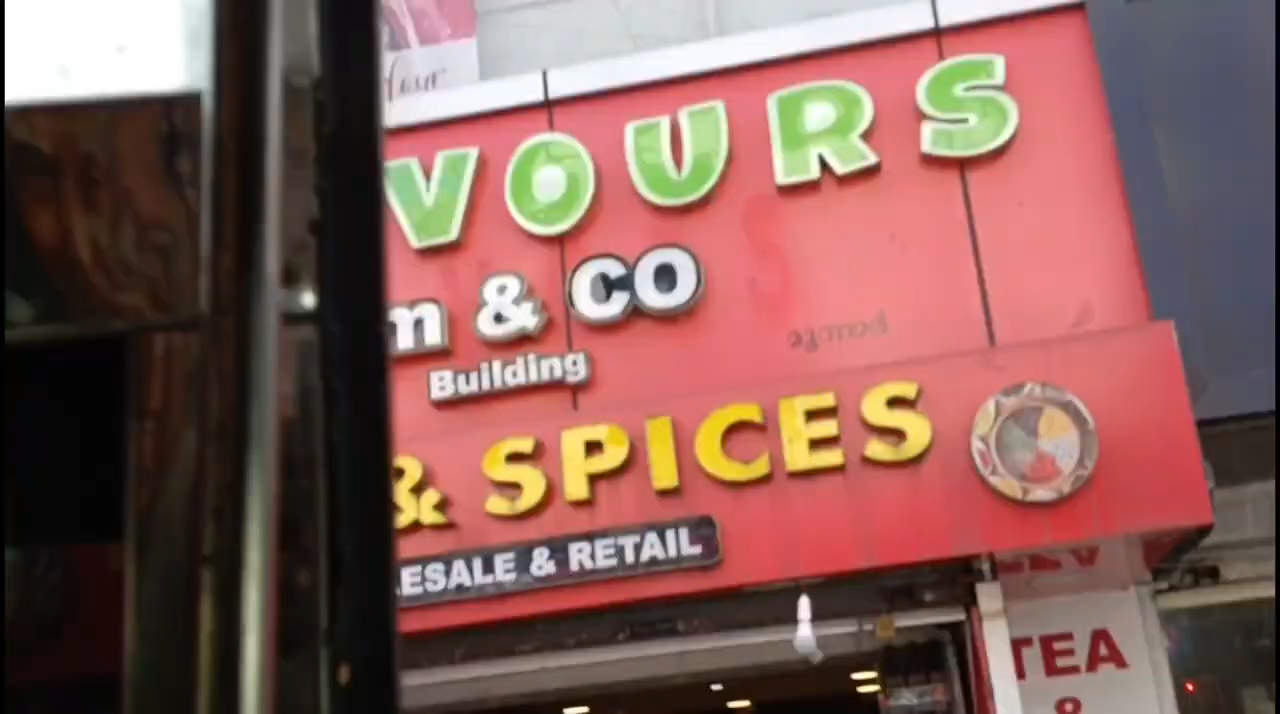 VOURS
m & CO
Building
& SPICES
ESALE & RETAIL
TEA
&